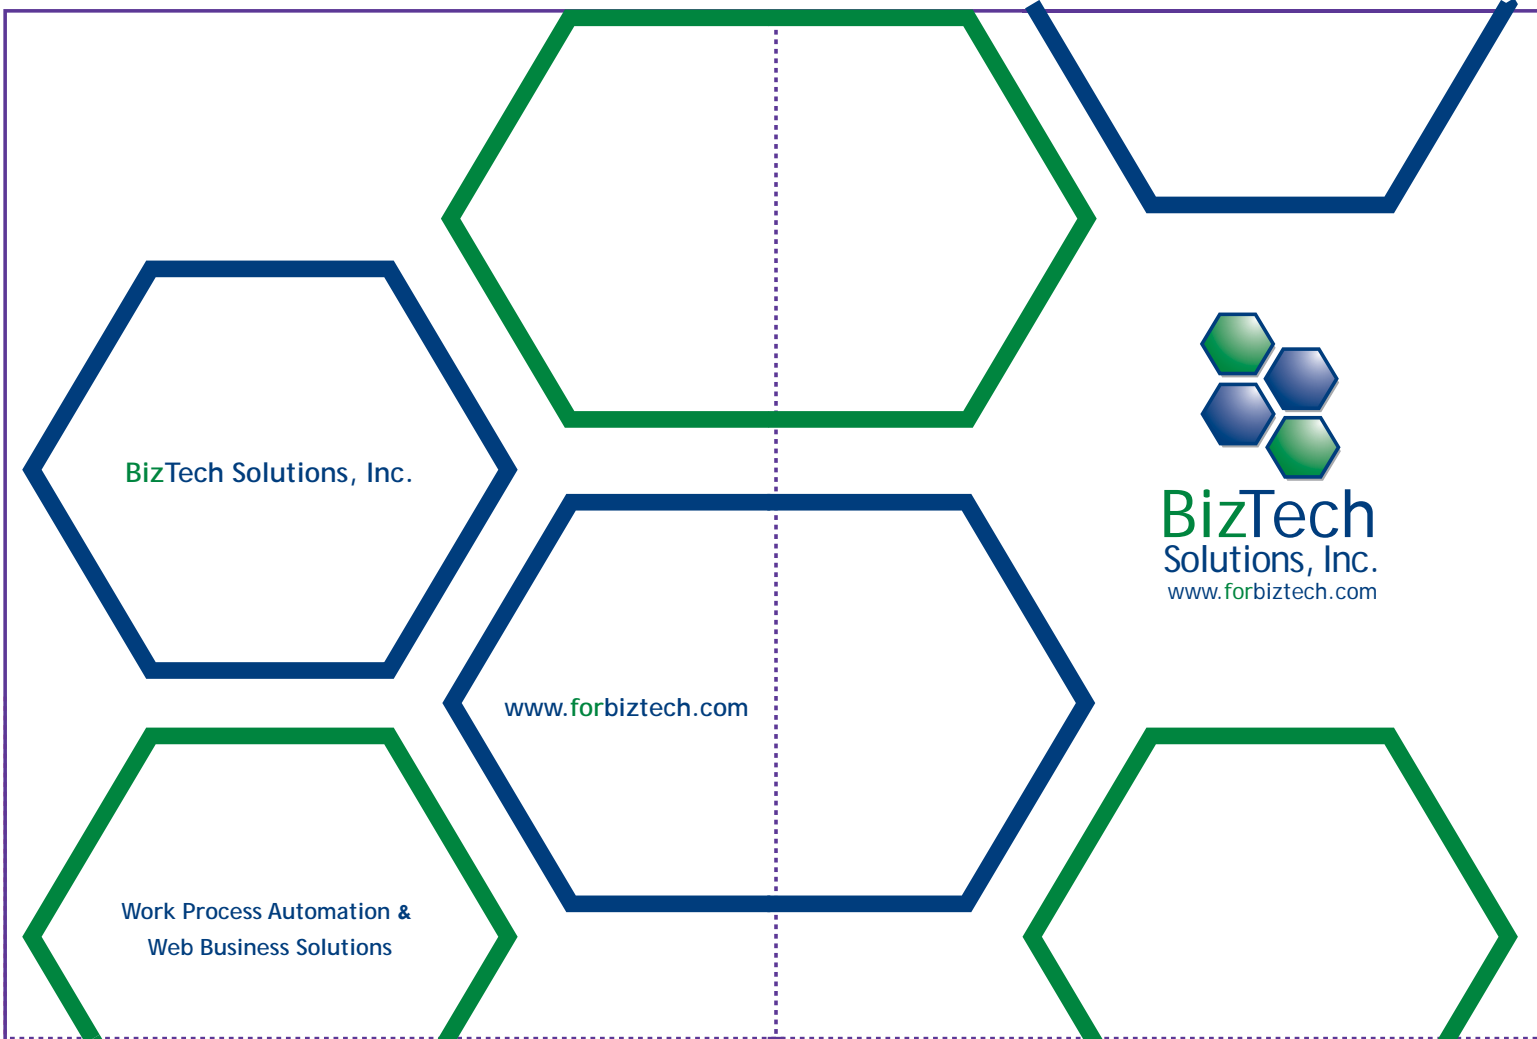 BizTech Solutions, Inc.
www.forbiztech.com
Work Process Automation &
Web Business Solutions
BizTech
Solutions, Inc.
www.forbiztech.com